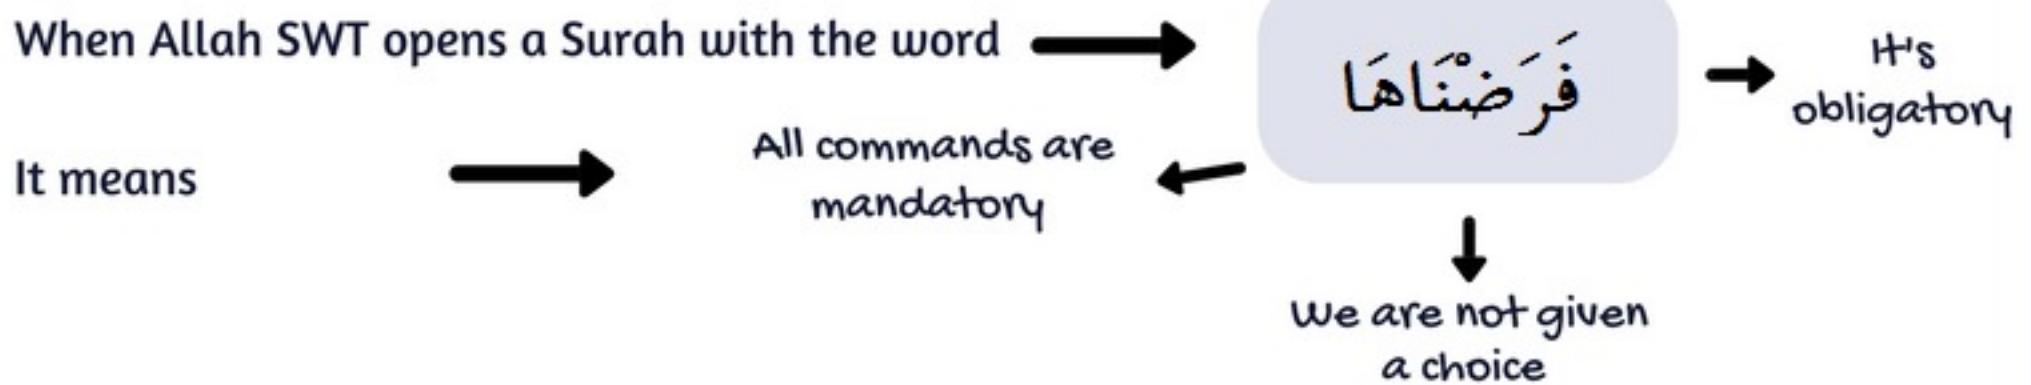 When Allah SWT opens a Surah with the word
فَرَضْنَاهَا
It's
obligatory
It means
All commands are
mandatory
We are not given
a choice